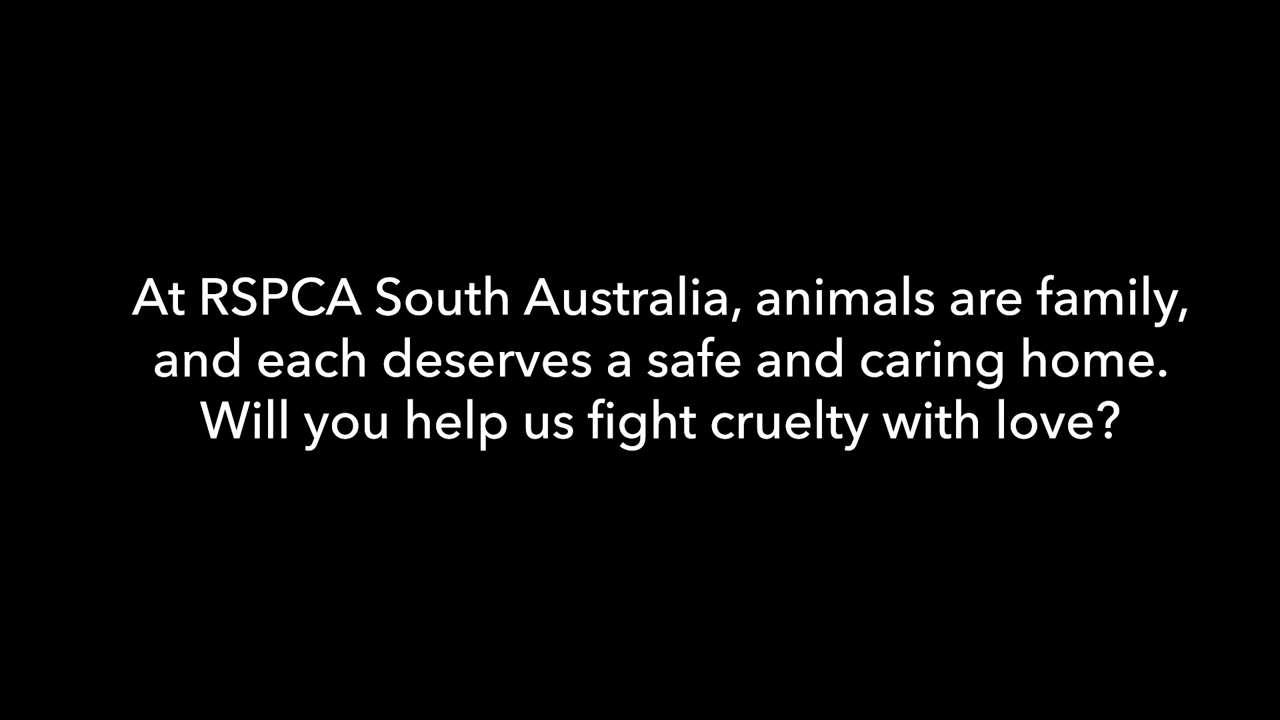 At RSPCA South Australia, animals are family,
and each deserves a safe and caring home.
Will you help us fight cruelty with love?